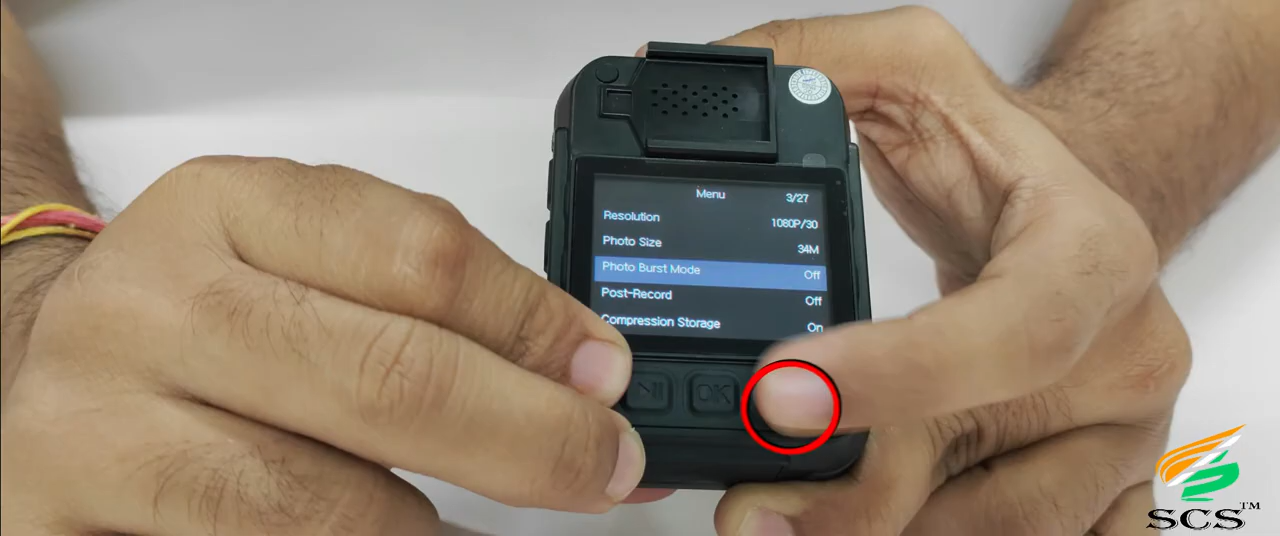 Menu 3/27
Resolution 1080P/30
Photo Size 34M
Photo Burst Mode Off
Post-Record Off
Compression Storage On
OK
SCS™